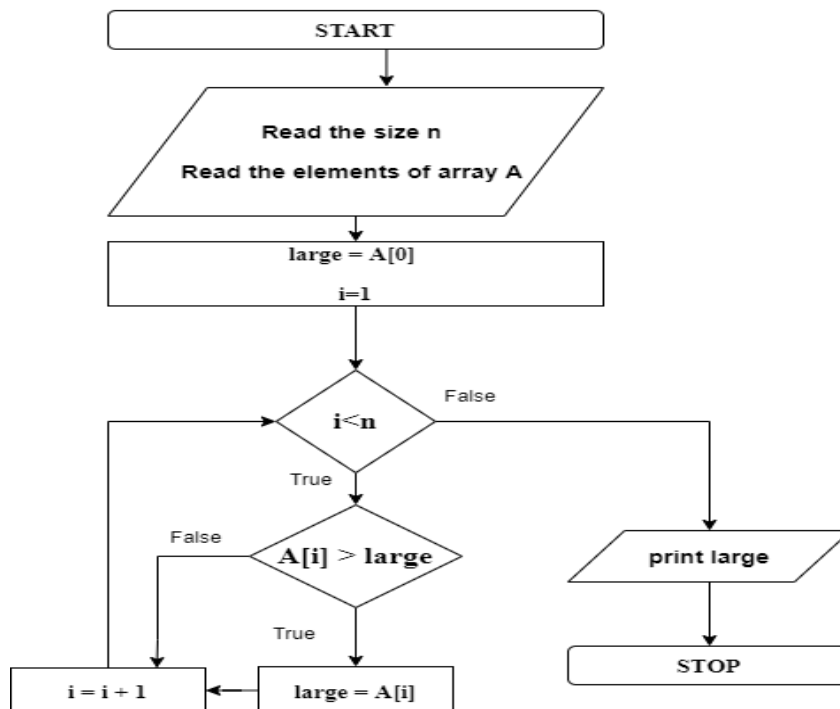 START
Read the size n
Read the elements of array A
large = A[0]
i=1
i<n
False
True
False
A[i] > large
print large
True
STOP
i = i + 1
large = A[i]